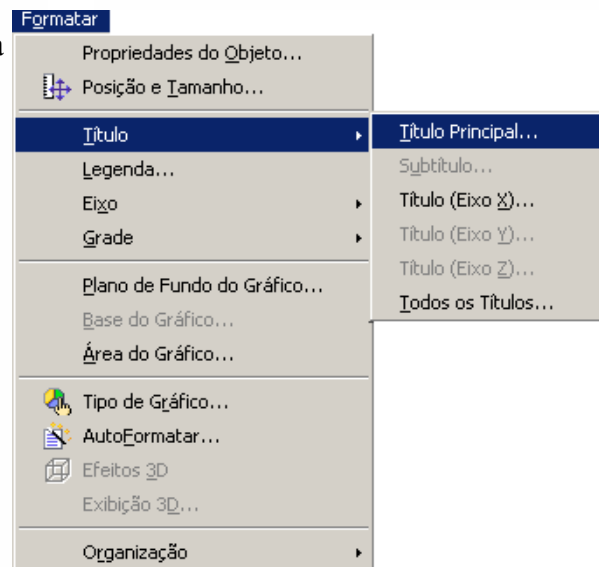 Formatar
a
Propriedades do Objeto...
Posição e Tamanho...
Título
Legenda...
Eixo
Grade
Plano de Fundo do Gráfico...
Base do Gráfico...
Área do Gráfico...
Tipo de Gráfico...
AutoFormatar...
Efeitos 3D
Exibição 3D...
Organização
Título Principal...
Subtítulo...
Título (Eixo X)...
Título (Eixo Y)...
Título (Eixo Z)...
Todos os Títulos...